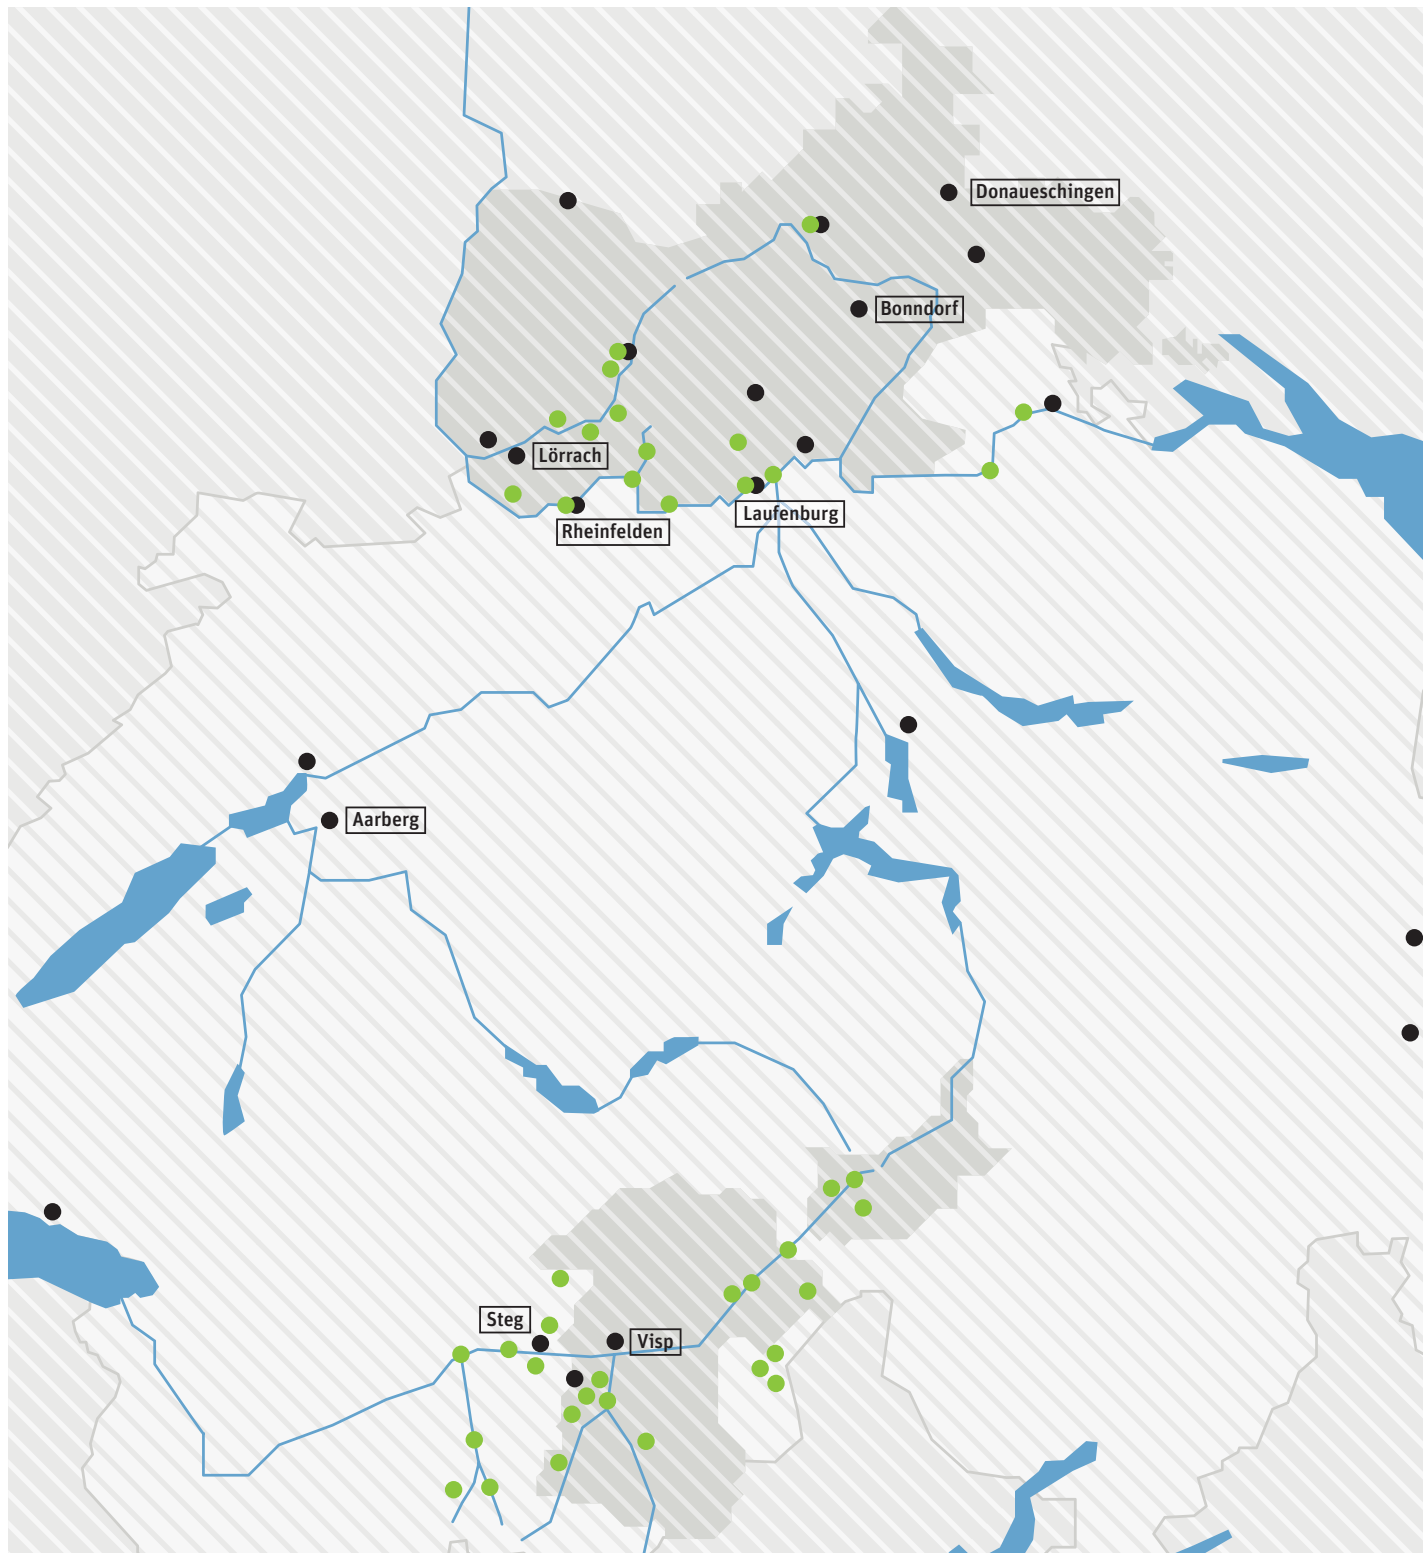 Donaueschingen
Bonndorf
Lörrach
Laufenburg
Rheinfelden
Aarberg
Steg
Visp